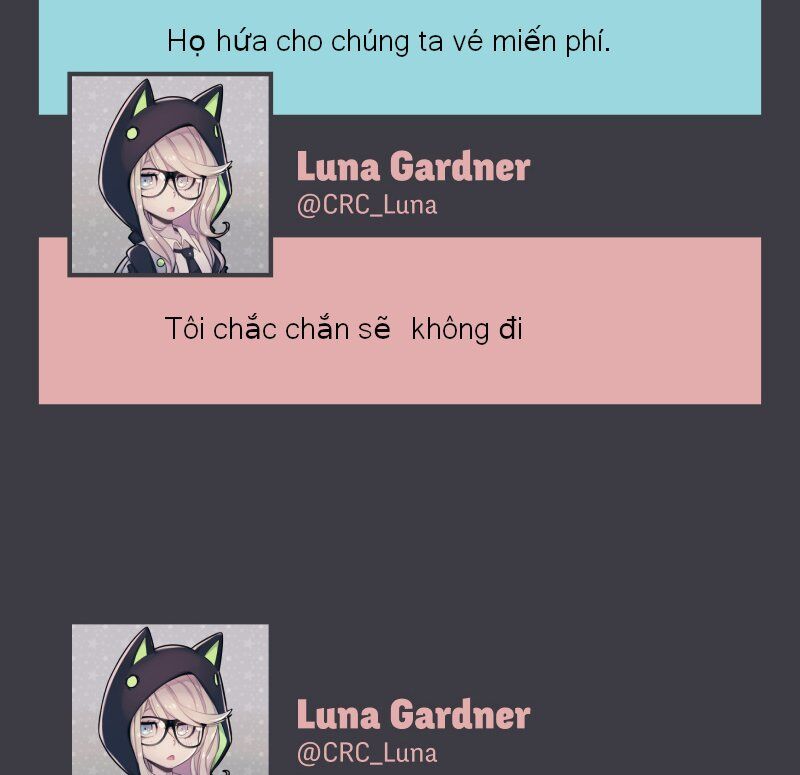 Họ hứa cho chúng ta vé miến phí.
Luna Gardner
@CRC_Luna
Tôi chắc chắn sẽ không đi
Luna Gardner
@CRC_Luna